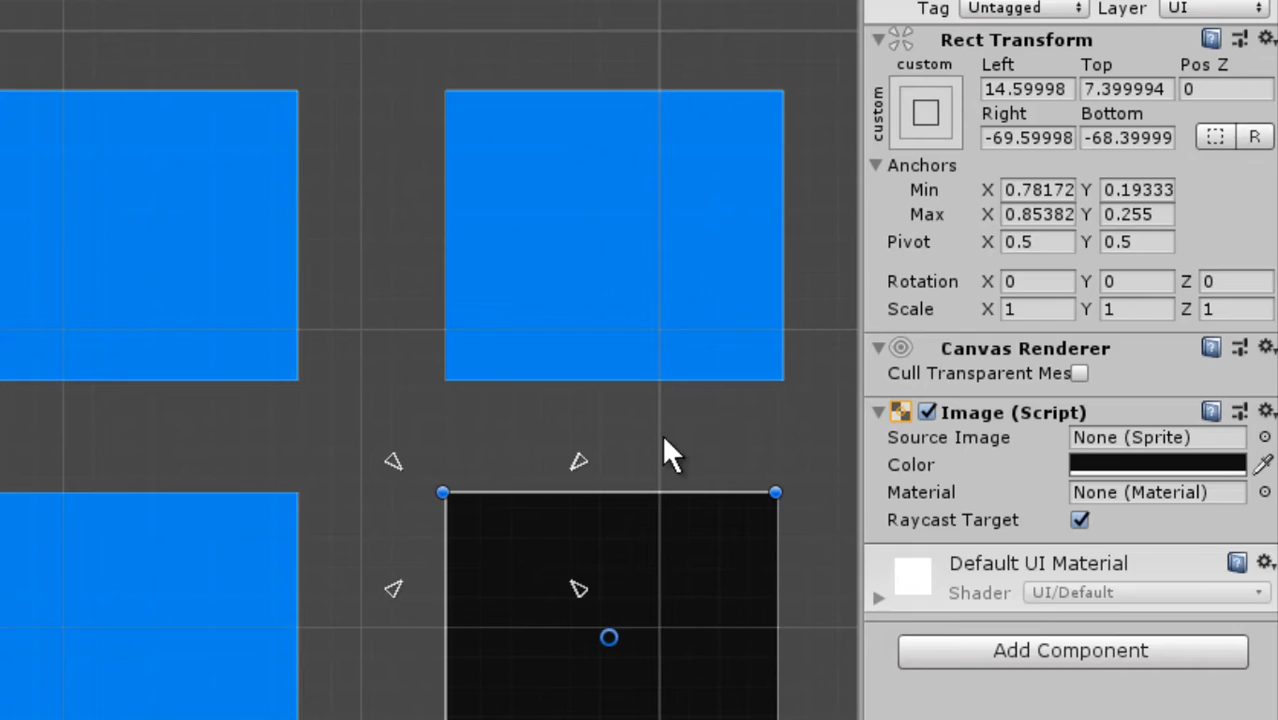 Tag Untagged Layer UI
Rect Transform
custom Left Top Pos Z
custom
14.59998 7.399994 0
Right Bottom
-69.59998 -68.39999 R
Anchors
Min X 0.78172 Y 0.19333
Max X 0.85382 Y 0.255
Pivot X 0.5 Y 0.5
Rotation X 0 Y 0 Z 0
Scale X 1 Y 1 Z 1
Canvas Renderer
Cull Transparent Mes
Image (Script)
Source Image None (Sprite)
Color
Material None (Material)
Raycast Target
Default UI Material
Shader UI/Default
Add Component